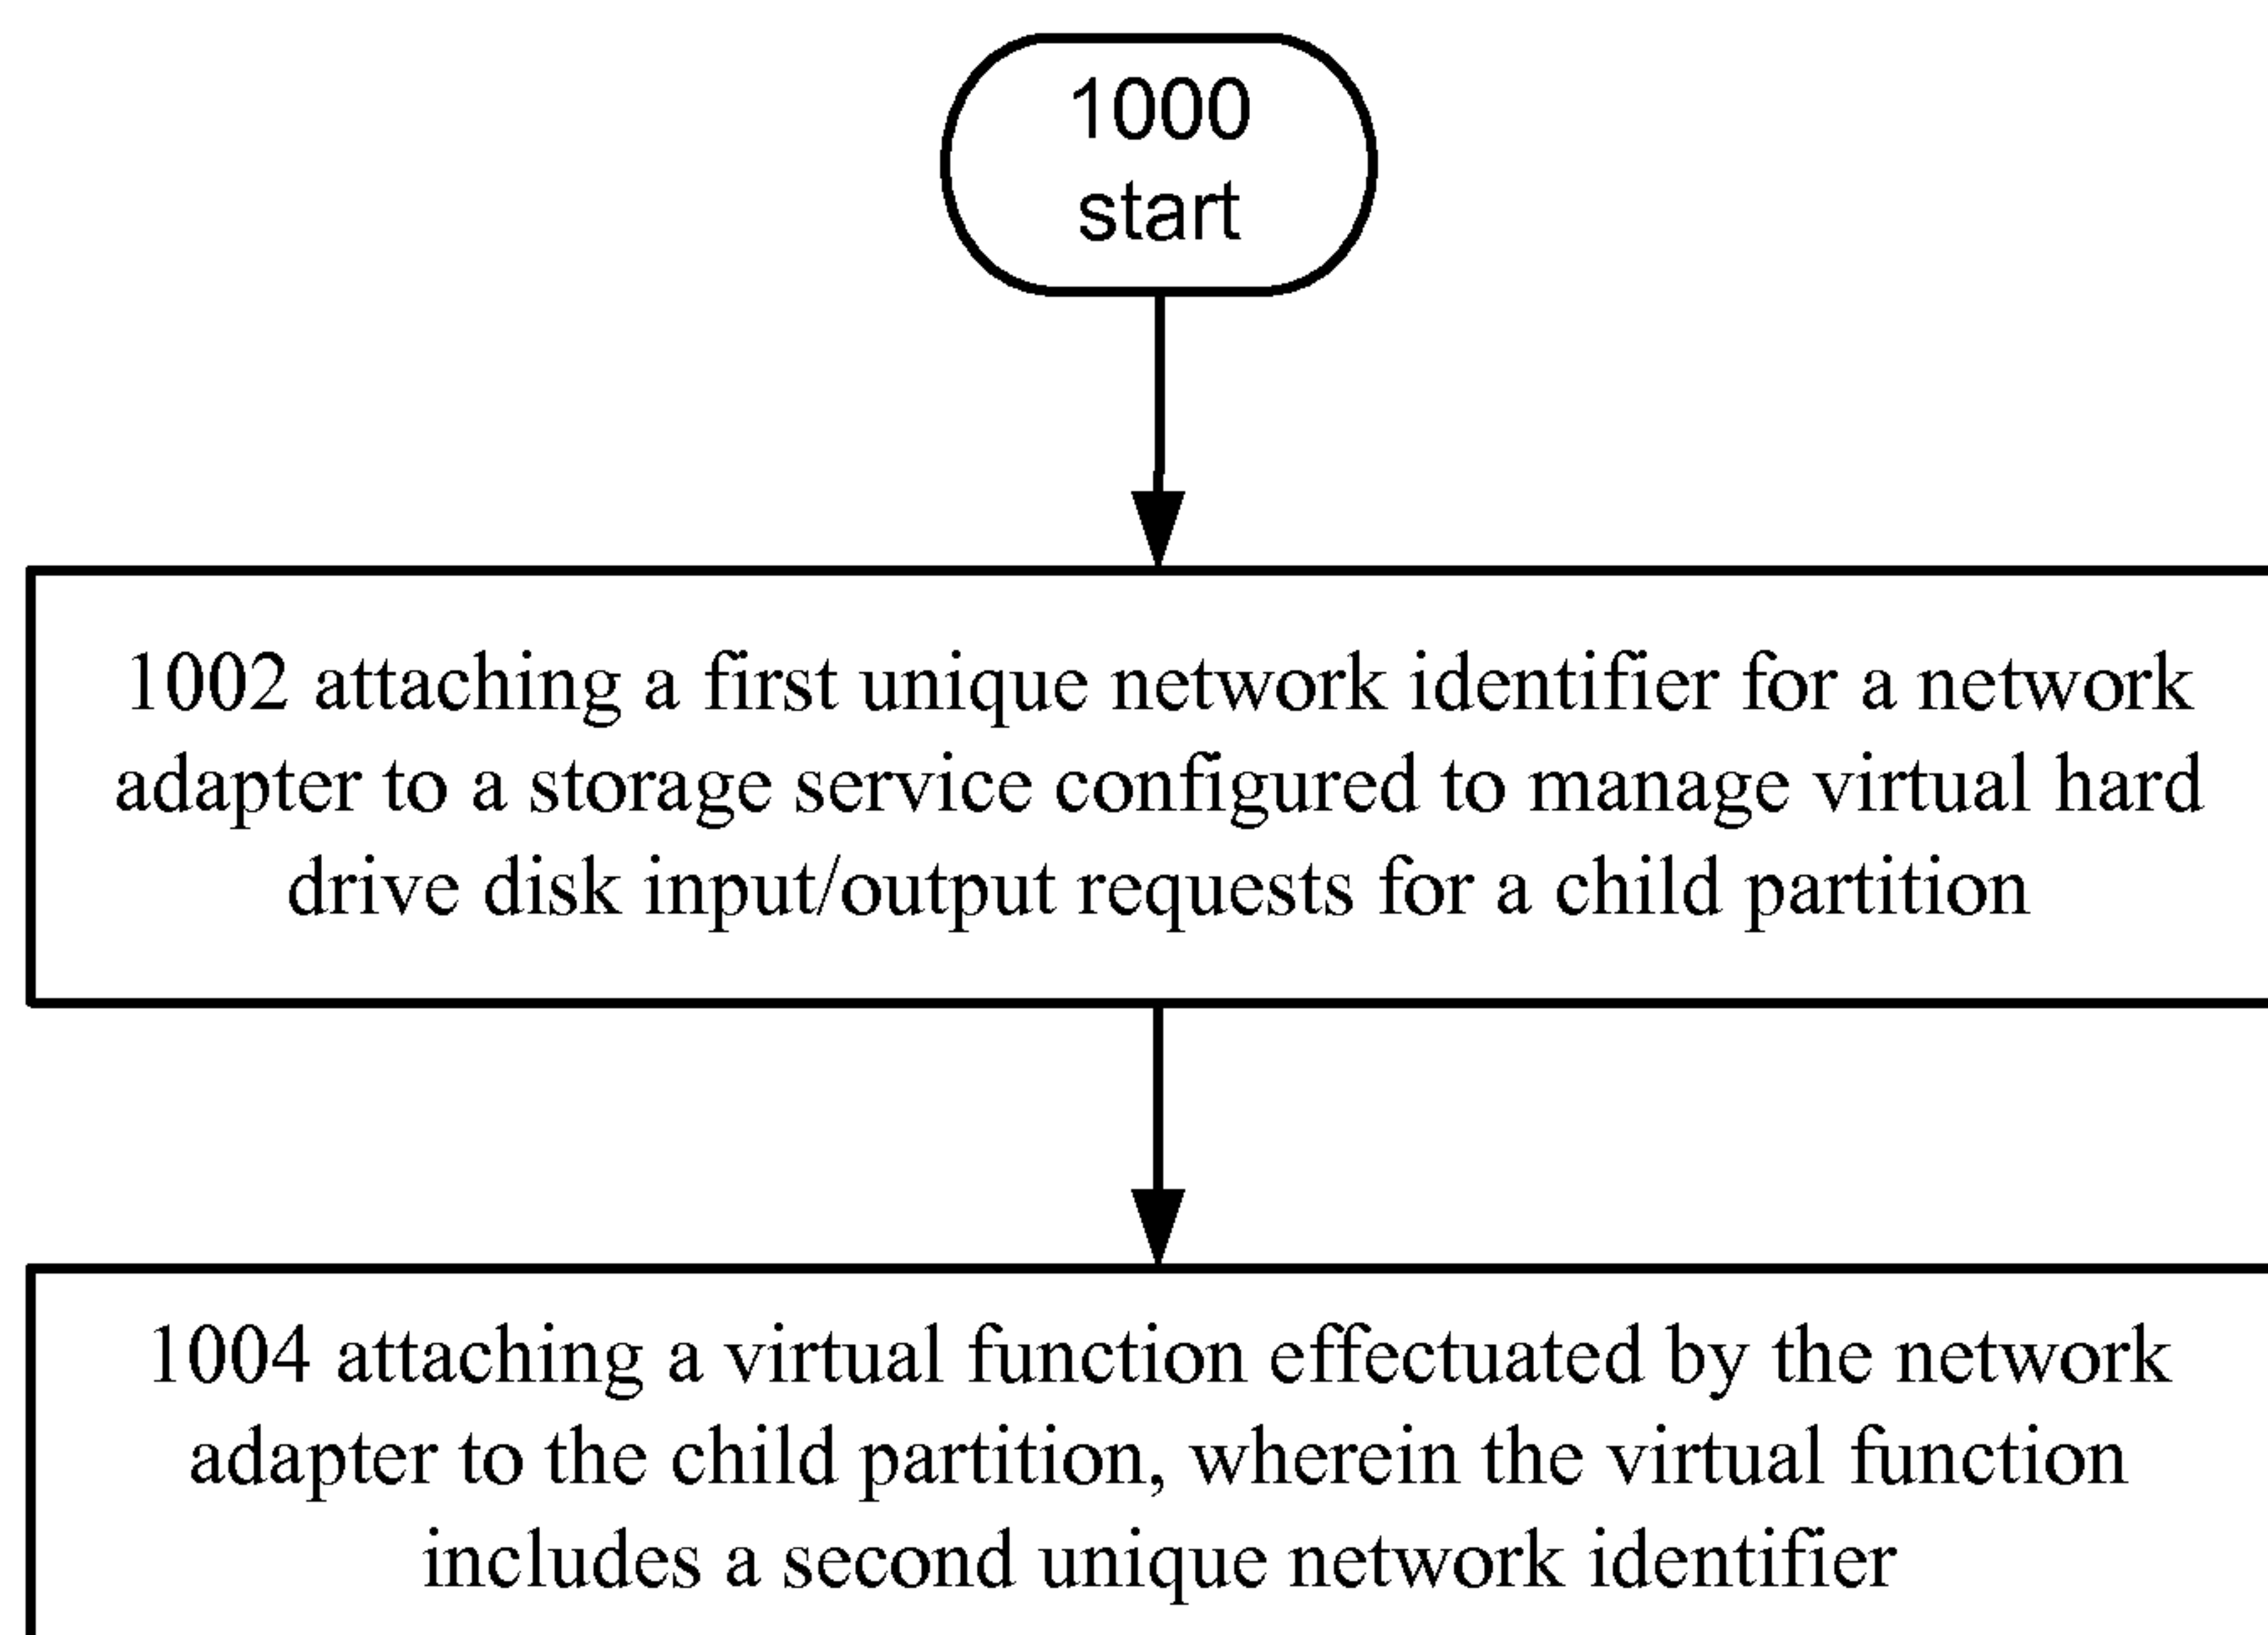 1000
start
1002 attaching a first unique network identifier for a network
adapter to a storage service configured to manage virtual hard
drive disk input/output requests for a child partition
1004 attaching a virtual function effectuated by the network
adapter to the child partition, wherein the virtual function
includes a second unique network identifier